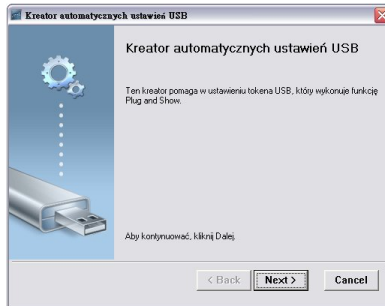 Kreator automatycznych ustawień USB
Kreator automatycznych ustawień USB
Ten kreator pomaga w ustawieniu tokena USB, który wykonuje funkcję
Plug and Show.
Aby kontynuować, kliknij Dalej.
< Back
Next >
Cancel